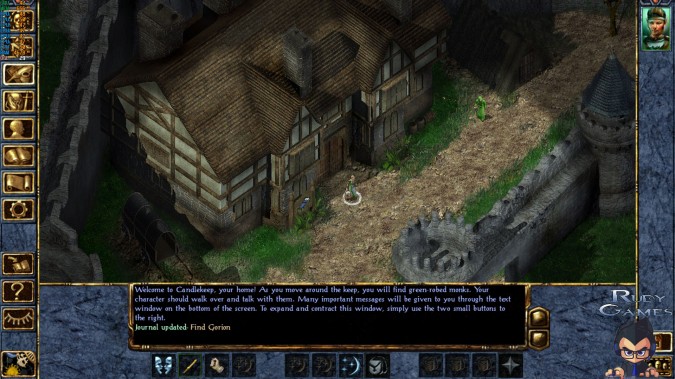 Welcome to Candlekeep, your home! As you move around the keep, you will find green-robed monks. Your
character should walk over and talk with them. Many important messages will be given to you through the text
window on the bottom of the screen. To expand and contract this window, simply use the two small buttons to
the right.
Journal updated: Find Gorion
Rudy
Games